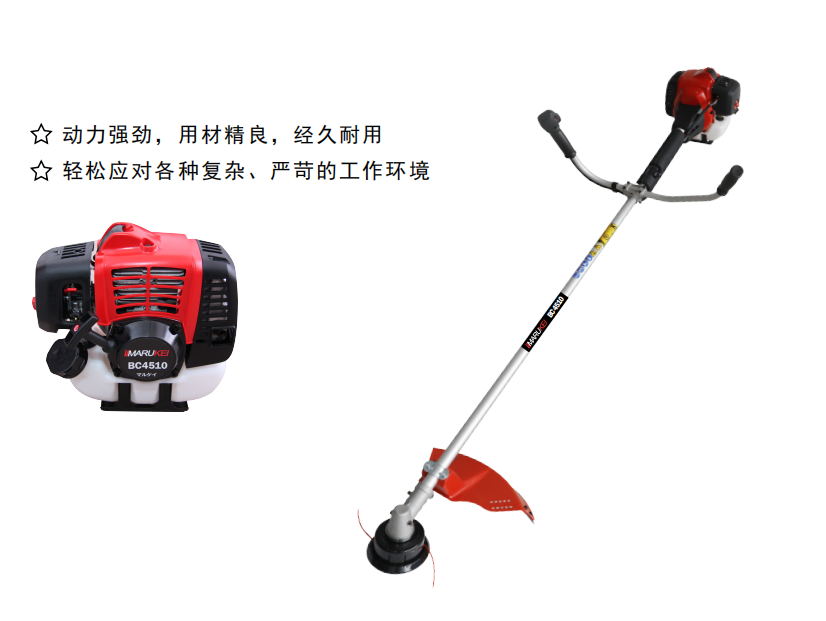 ☆ 动力强劲，用材精良，经久耐用
☆ 轻松应对各种复杂、严苛的工作环境
MARUKEI
BC4510
マルケイ
MARUKEI BC4510